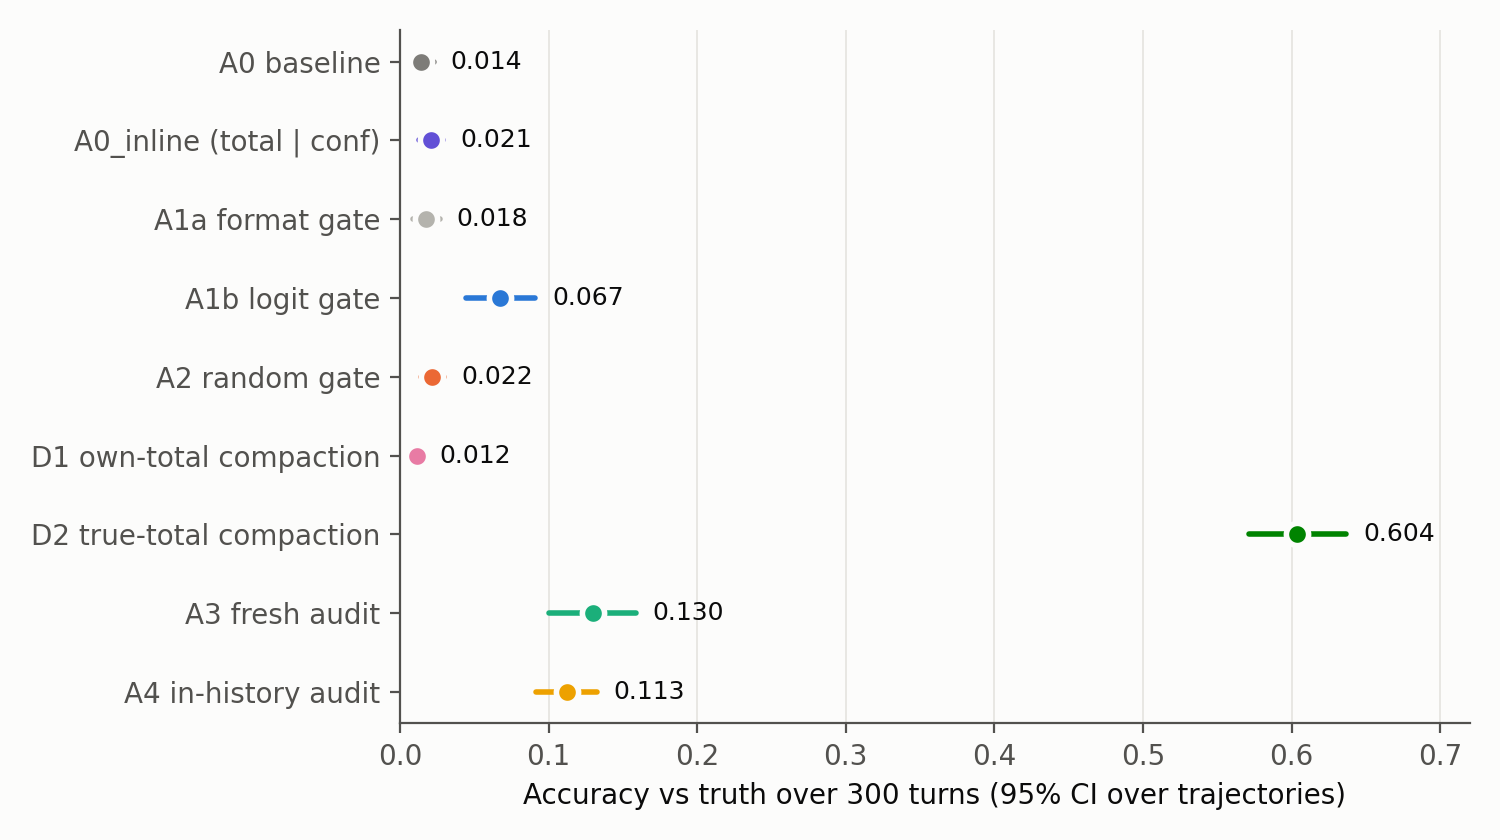 A0 baseline 0.014
A0_inline (total | conf) 0.021
A1a format gate 0.018
A1b logit gate 0.067
A2 random gate 0.022
D1 own-total compaction 0.012
D2 true-total compaction 0.604
A3 fresh audit 0.130
A4 in-history audit 0.113
0.0 0.1 0.2 0.3 0.4 0.5 0.6 0.7
Accuracy vs truth over 300 turns (95% CI over trajectories)